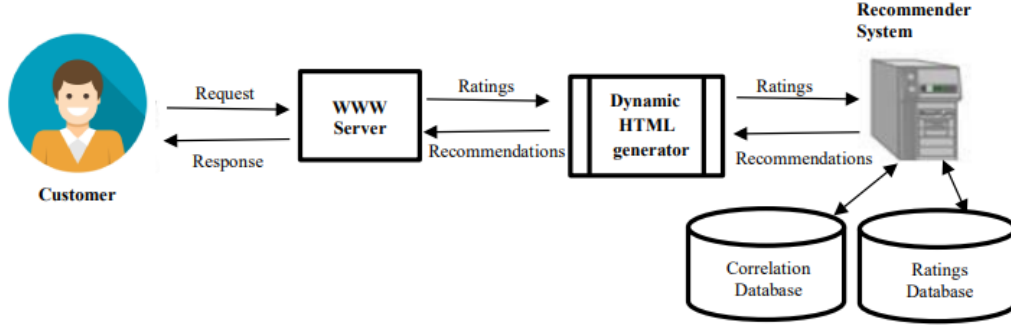 Recommender
System
Request
WWW
Server
Ratings
Dynamic
HTML
generator
Ratings
Response
Recommendations
Recommendations
Customer
Correlation
Database
Ratings
Database